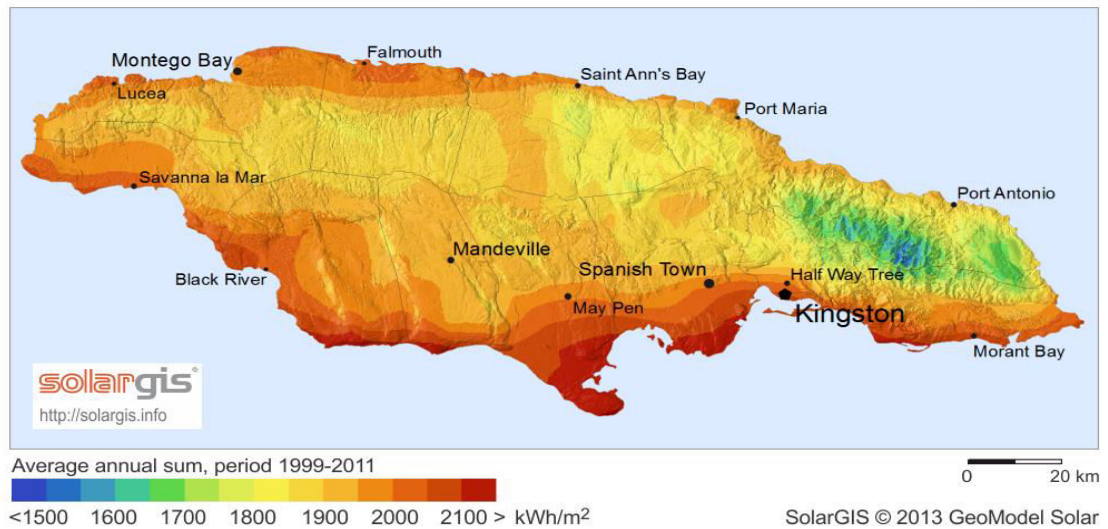 Montego Bay
Falmouth
Lucea
Saint Ann's Bay
Port Maria
Savanna la Mar
Port Antonio
Mandeville
Black River
Spanish Town
Half Way Tree
May Pen
Kingston
Morant Bay
solargis®
http://solargis.info
Average annual sum, period 1999-2011
0 20 km
<1500 1600 1700 1800 1900 2000 2100 > kWh/m²
SolarGIS © 2013 GeoModel Solar